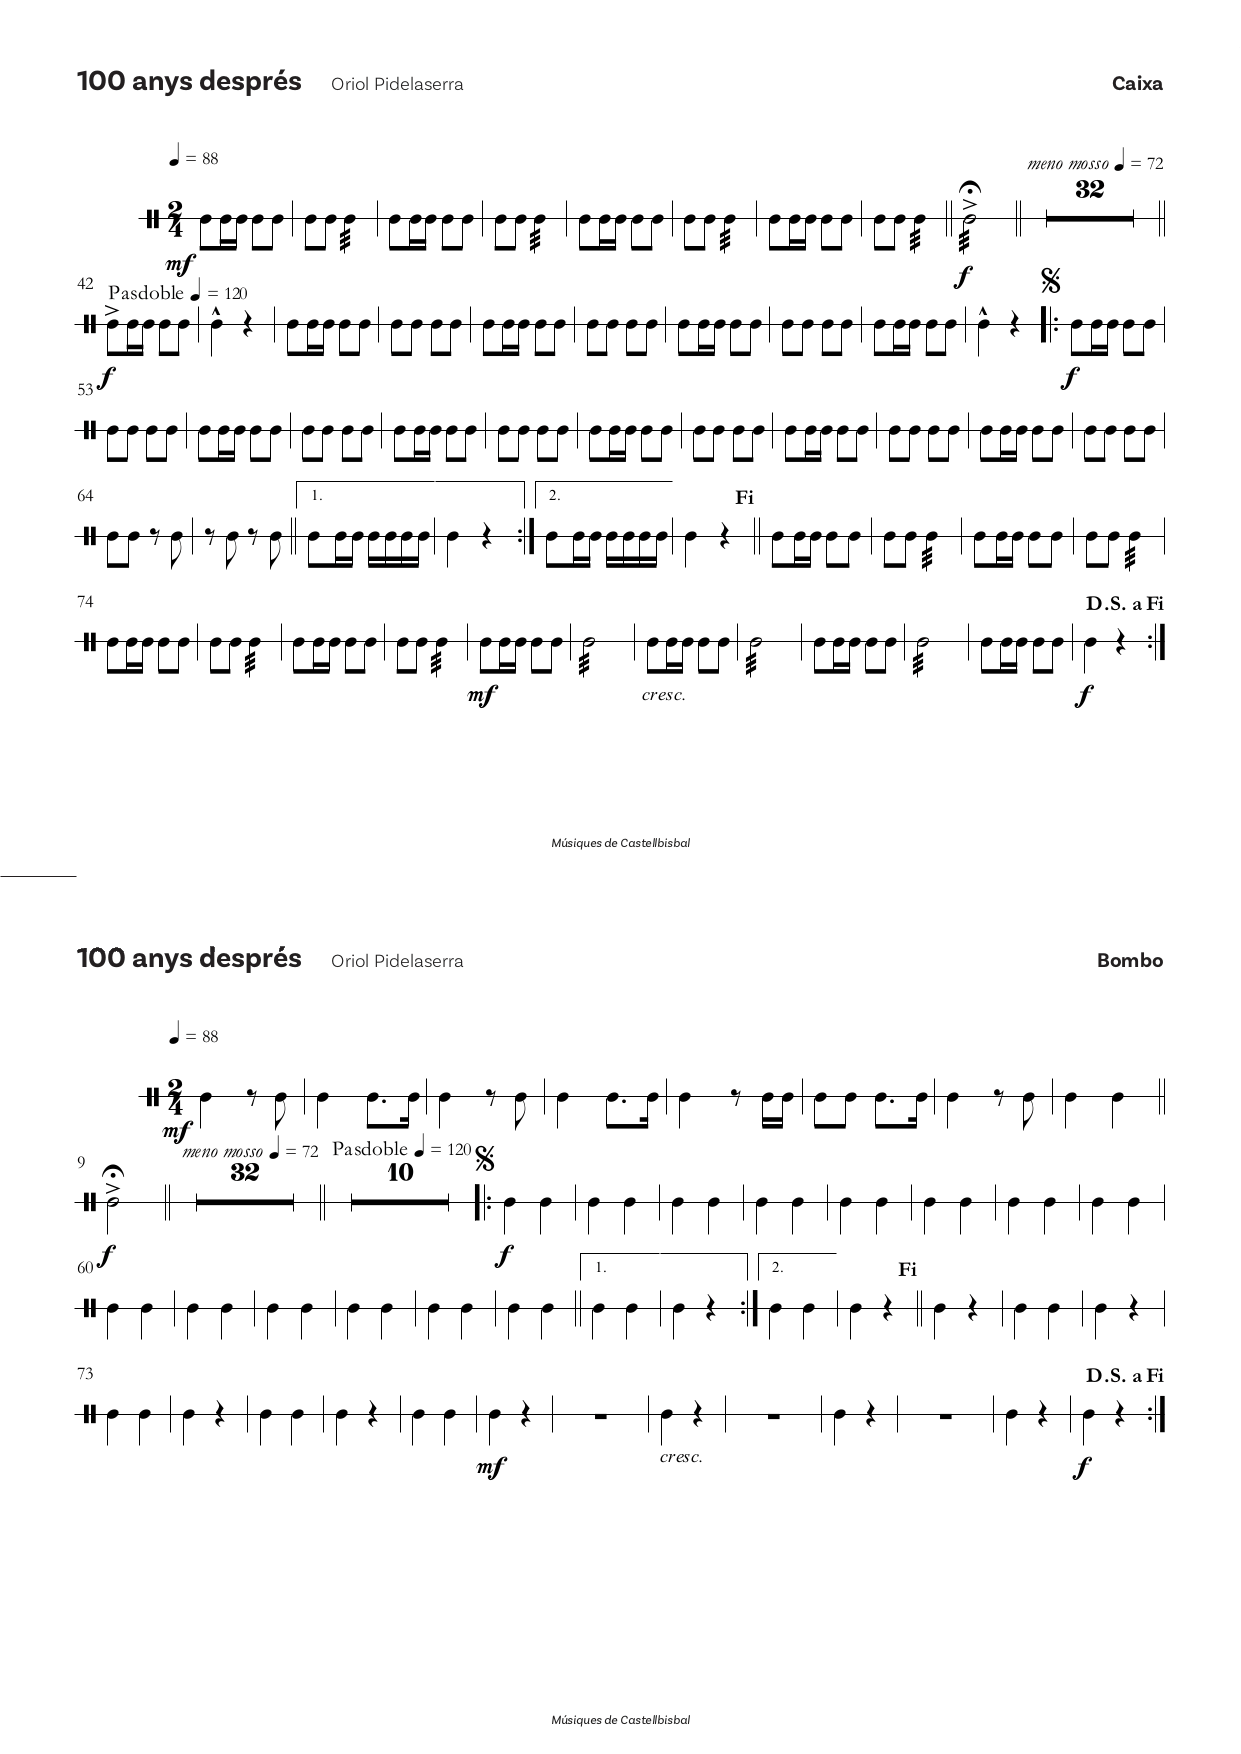 100 anys després Oriol Pidelaserra Caixa
♩ = 88
meno mosso ♩ = 72
32
2
4
mf
f
42
Pasdoble ♩ = 120
f
f
53
64
1.
2.
Fi
74
D.S. a Fi
mf
cresc.
f
Músiques de Castellbisbal
100 anys després Oriol Pidelaserra Bombo
♩ = 88
2
4
mf
9
meno mosso ♩ = 72
Pasdoble ♩ = 120
32
10
f
f
60
1.
2.
Fi
73
D.S. a Fi
mf
cresc.
f
Músiques de Castellbisbal